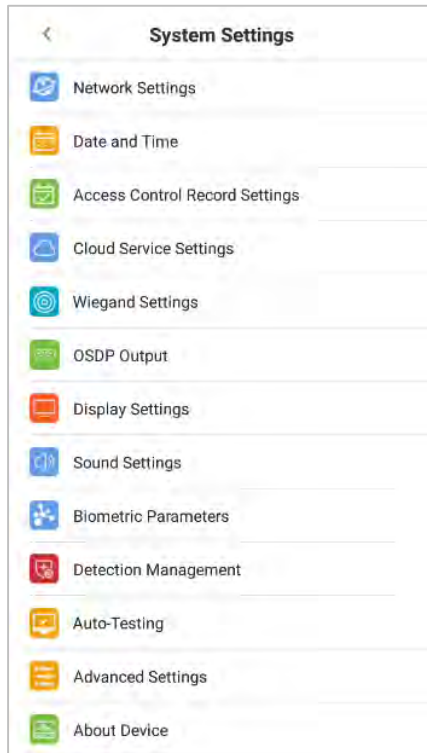 System Settings
Network Settings
Date and Time
Access Control Record Settings
Cloud Service Settings
Wiegand Settings
OSDP Output
Display Settings
Sound Settings
Biometric Parameters
Detection Management
Auto-Testing
Advanced Settings
About Device